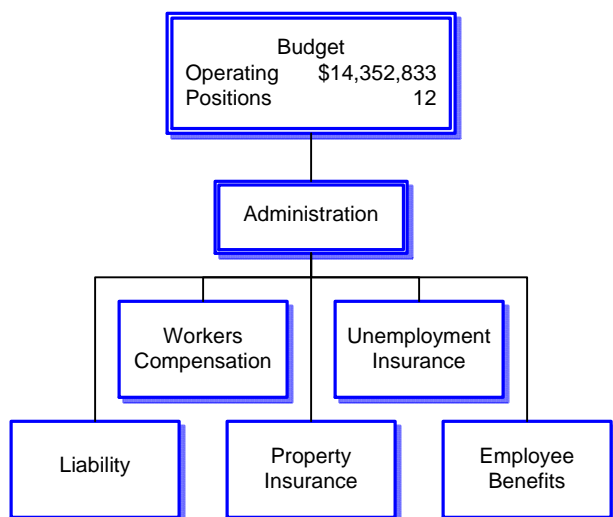 Budget
Operating $14,352,833
Positions 12
Administration
Workers
Compensation
Unemployment
Insurance
Liability
Property
Insurance
Employee
Benefits